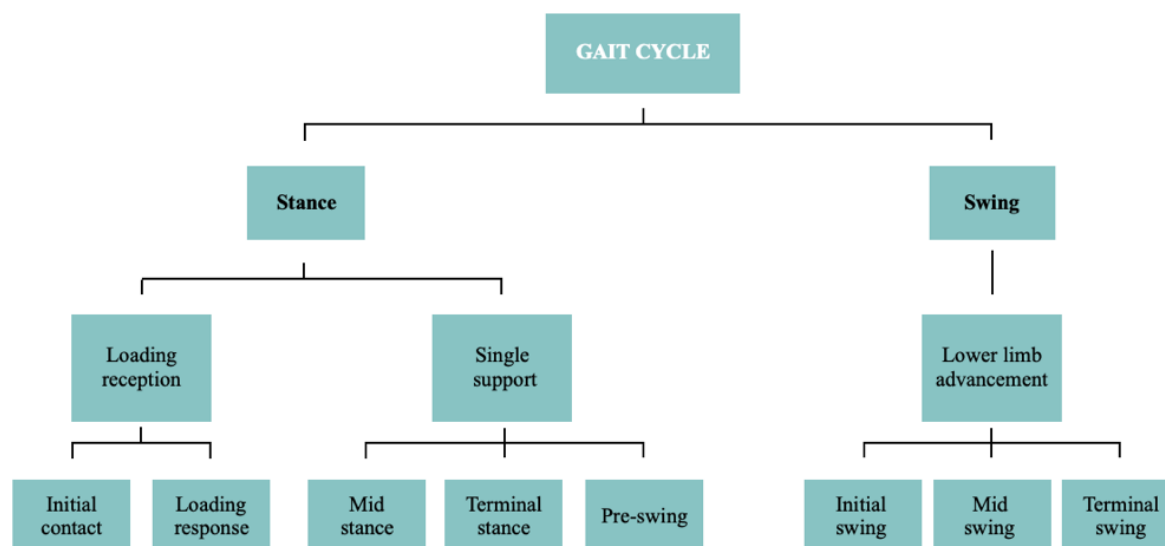 GAIT CYCLE
Stance
Swing
Loading
reception
Single
support
Lower limb
advancement
Initial
contact
Loading
response
Mid
stance
Terminal
stance
Pre-swing
Initial
swing
Mid
swing
Terminal
swing